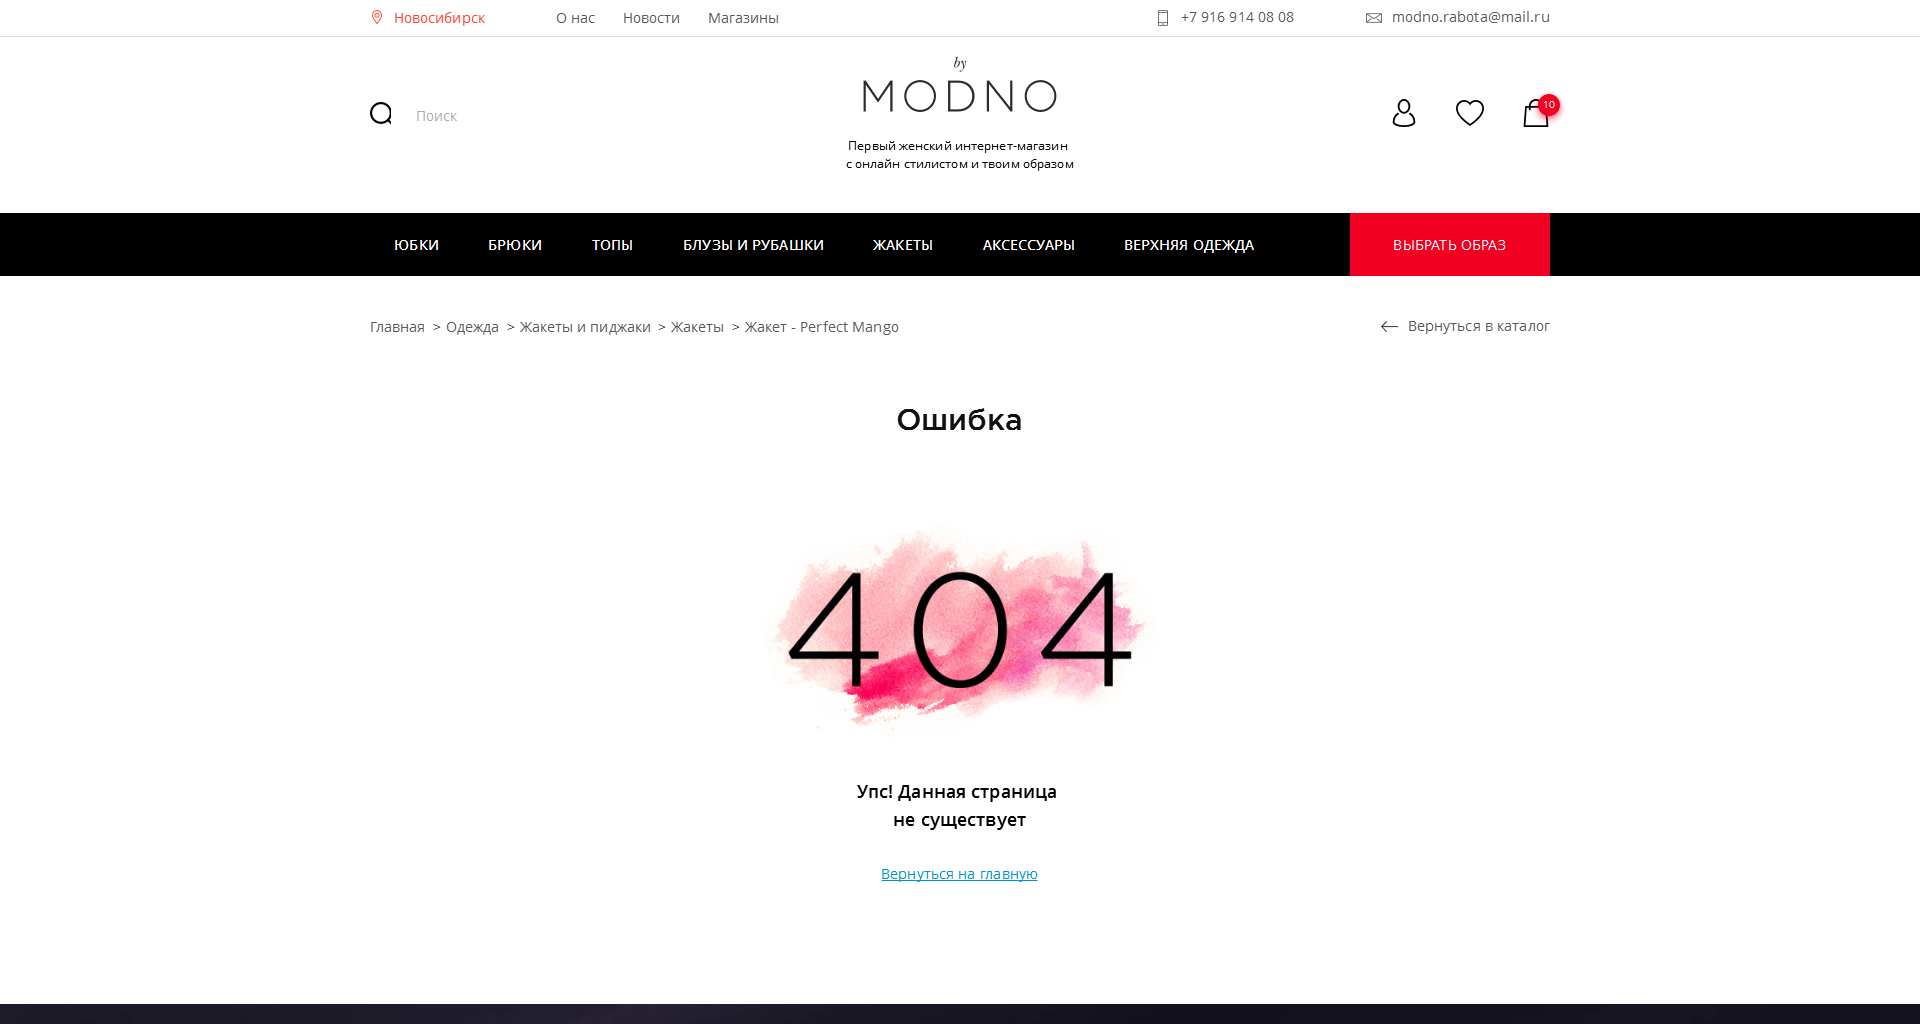 Новосибирск
О нас
Новости
Магазины
+7 916 914 08 08
modno.rabota@mail.ru
Поиск
by
MODNO
Первый женский интернет-магазин
с онлайн стилистом и твоим образом
10
ЮБКИ
БРЮКИ
ТОПЫ
БЛУЗЫ И РУБАШКИ
ЖАКЕТЫ
АКСЕССУАРЫ
ВЕРХНЯЯ ОДЕЖДА
ВЫБРАТЬ ОБРАЗ
Главная > Одежда > Жакеты и пиджаки > Жакеты > Жакет - Perfect Mango
Вернуться в каталог
Ошибка
404
Упс! Данная страница
не существует
Вернуться на главную